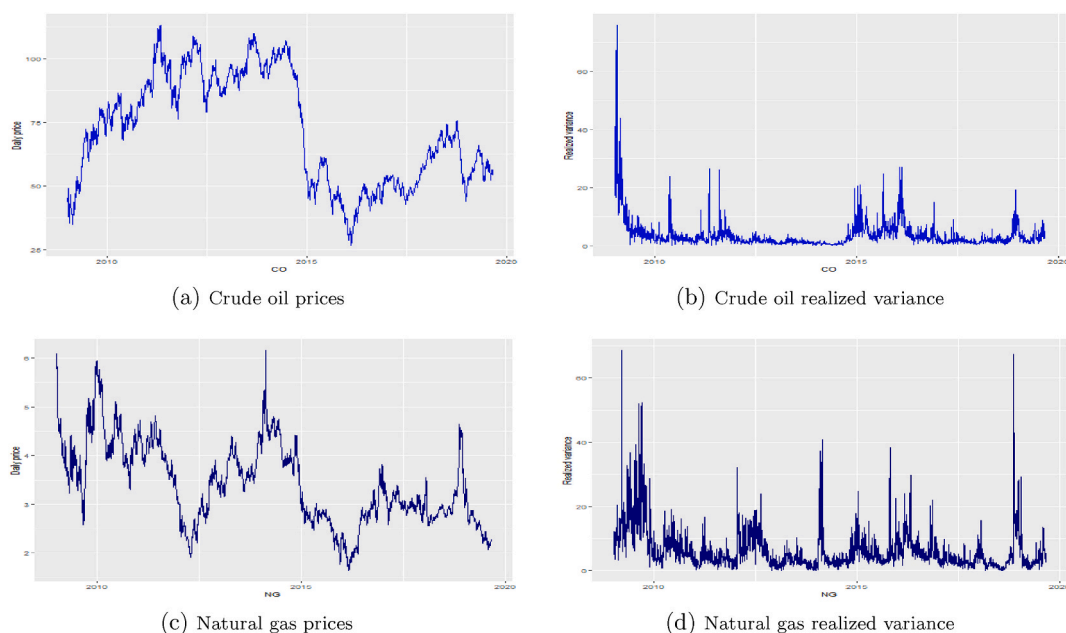 Daily price
100
75
50
25
2010
2015
2020
CO
(a) Crude oil prices
Realized variance
60
40
20
0
2010
2015
2020
CO
(b) Crude oil realized variance
Daily price
6
5
4
3
2
2010
2015
2020
NG
(c) Natural gas prices
Realized variance
60
40
20
0
2010
2015
2020
NG
(d) Natural gas realized variance